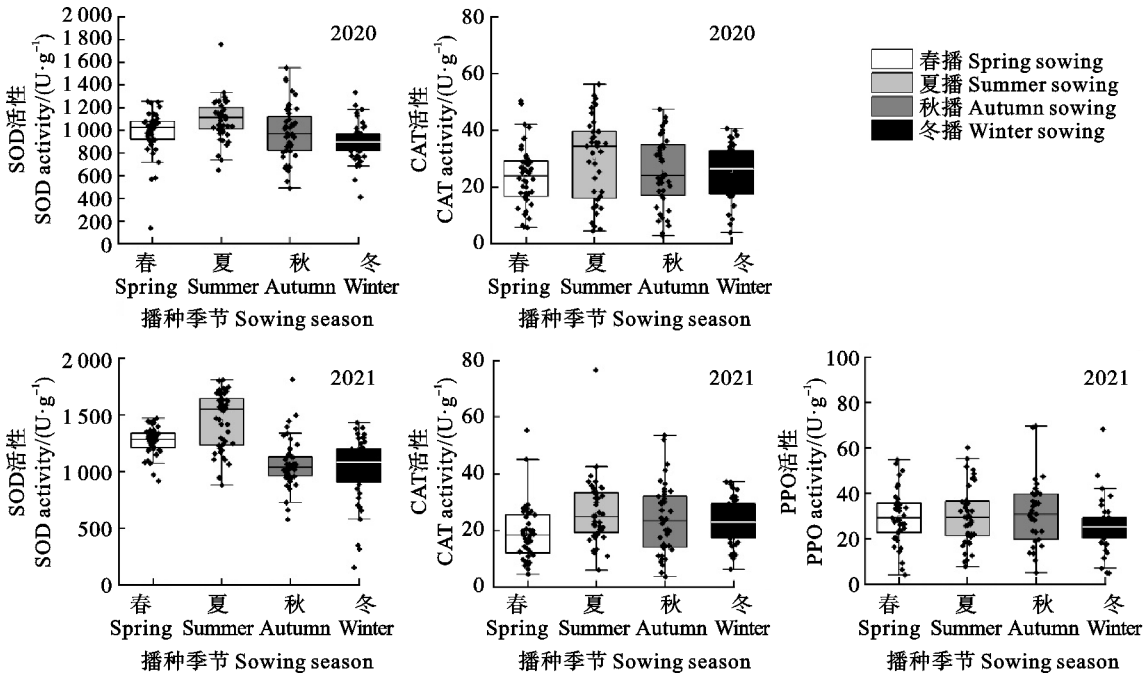 2 000
1 800
1 600
1 400
1 200
1 000
800
600
400
200
0
SOD活性
SOD activity/(U·g⁻¹)
2020
春 夏 秋 冬
Spring Summer Autumn Winter
播种季节 Sowing season
80
60
40
20
0
CAT活性
CAT activity/(U·g⁻¹)
2020
春 夏 秋 冬
Spring Summer Autumn Winter
播种季节 Sowing season
春播 Spring sowing
夏播 Summer sowing
秋播 Autumn sowing
冬播 Winter sowing
2 000
1 500
1 000
500
0
SOD活性
SOD activity/(U·g⁻¹)
2021
春 夏 秋 冬
Spring Summer Autumn Winter
播种季节 Sowing season
80
60
40
20
0
CAT活性
CAT activity/(U·g⁻¹)
2021
春 夏 秋 冬
Spring Summer Autumn Winter
播种季节 Sowing season
100
80
60
40
20
0
PPO活性
PPO activity/(U·g⁻¹)
2021
春 夏 秋 冬
Spring Summer Autumn Winter
播种季节 Sowing season